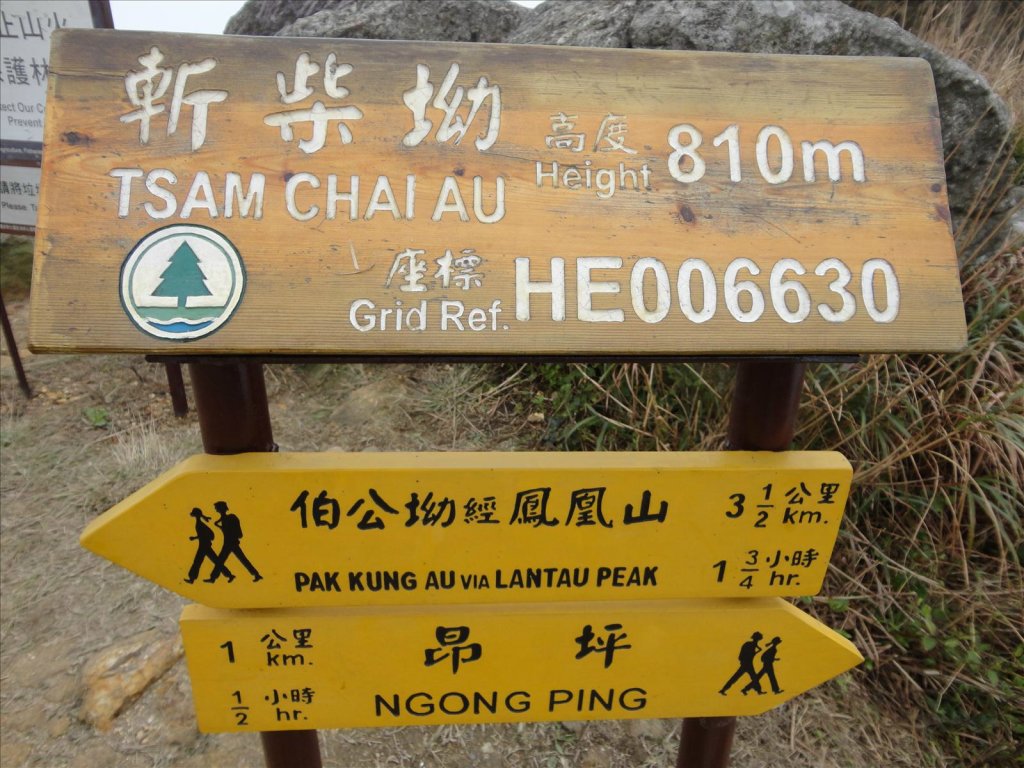 止山火
護林
Prevent
Please
斬柴坳
TSAM CHAI AU
高度
Height
810m
座標
Grid Ref.
HE006630
伯公坳經鳳凰山
3 1/2 公里
km.
PAK KUNG AU VIA LANTAU PEAK
1 3/4 小時
hr.
1 公里
km.
昂坪
1/2 小時
hr.
NGONG PING